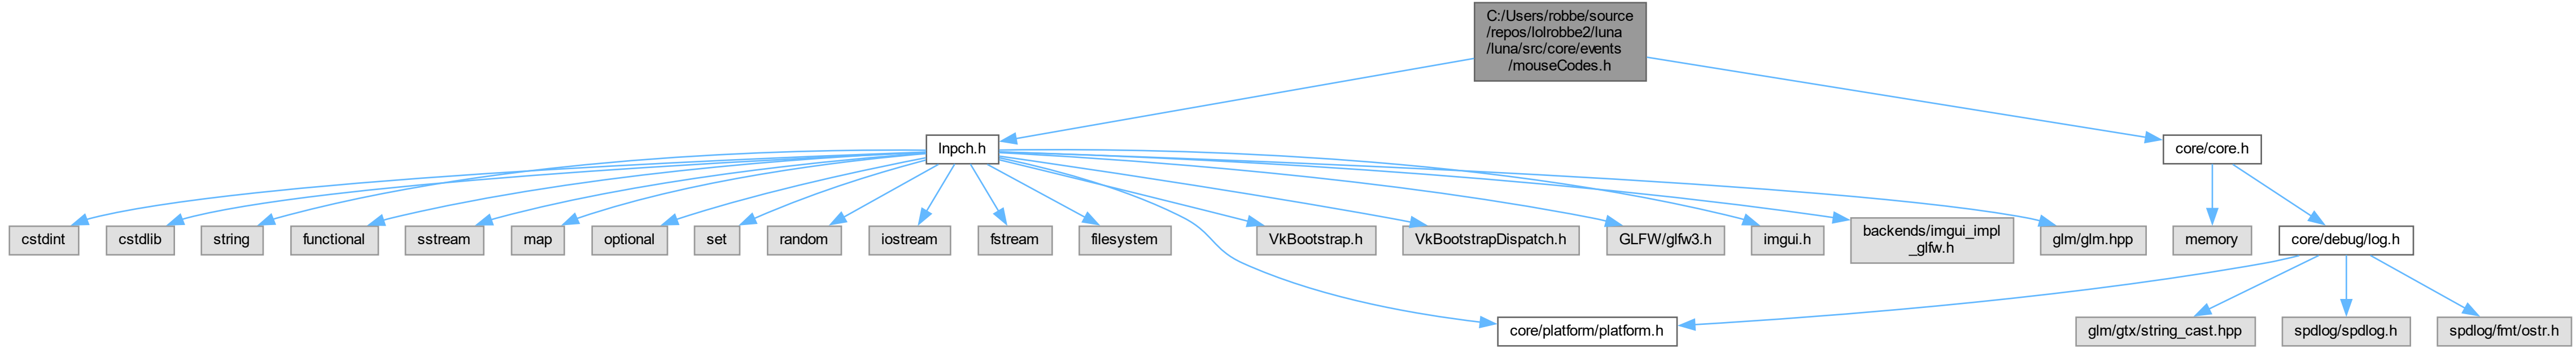 C:/Users/robbe/source
/repos/lolrobbe2/luna
/luna/src/core/events
/mouseCodes.h
lnpch.h
core/core.h
cstdint
cstdlib
string
functional
sstream
map
optional
set
random
iostream
fstream
filesystem
VkBootstrap.h
VkBootstrapDispatch.h
GLFW/glfw3.h
imgui.h
backends/imgui_impl
_glfw.h
glm/glm.hpp
memory
core/debug/log.h
core/platform/platform.h
glm/gtx/string_cast.hpp
spdlog/spdlog.h
spdlog/fmt/ostr.h